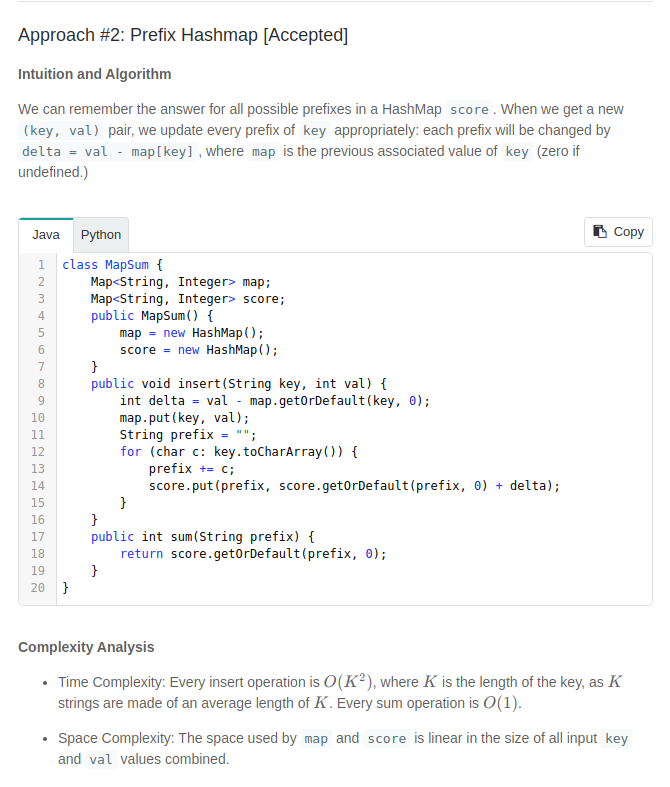 Approach #2: Prefix Hashmap [Accepted]
Intuition and Algorithm
We can remember the answer for all possible prefixes in a HashMap score . When we get a new
(key, val) pair, we update every prefix of key appropriately: each prefix will be changed by
delta = val - map[key] , where map is the previous associated value of key (zero if
undefined.)
Java Python Copy
1 class MapSum {
2     Map<String, Integer> map;
3     Map<String, Integer> score;
4     public MapSum() {
5         map = new HashMap();
6         score = new HashMap();
7     }
8     public void insert(String key, int val) {
9         int delta = val - map.getOrDefault(key, 0);
10         map.put(key, val);
11         String prefix = "";
12         for (char c: key.toCharArray()) {
13             prefix += c;
14             score.put(prefix, score.getOrDefault(prefix, 0) + delta);
15         }
16     }
17     public int sum(String prefix) {
18         return score.getOrDefault(prefix, 0);
19     }
20 }
Complexity Analysis
• Time Complexity: Every insert operation is O(K²), where K is the length of the key, as K
strings are made of an average length of K. Every sum operation is O(1).
• Space Complexity: The space used by map and score is linear in the size of all input key
and val values combined.